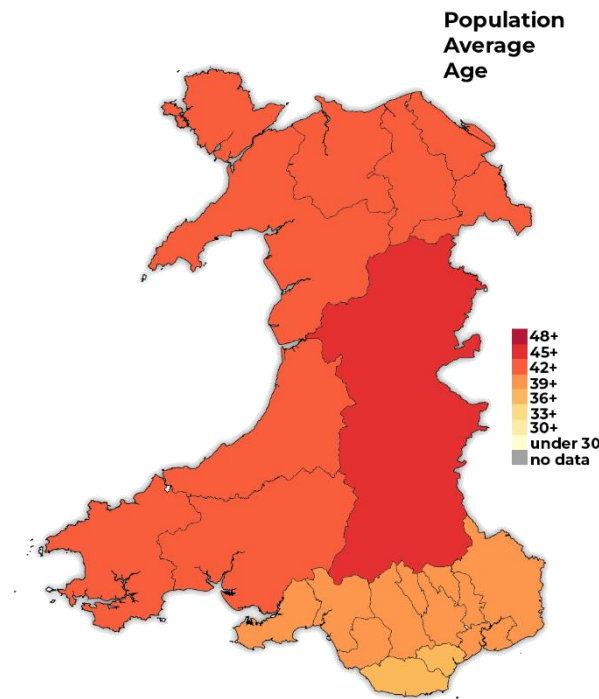 Population
Average
Age
48+
45+
42+
39+
36+
33+
30+
under 30
no data